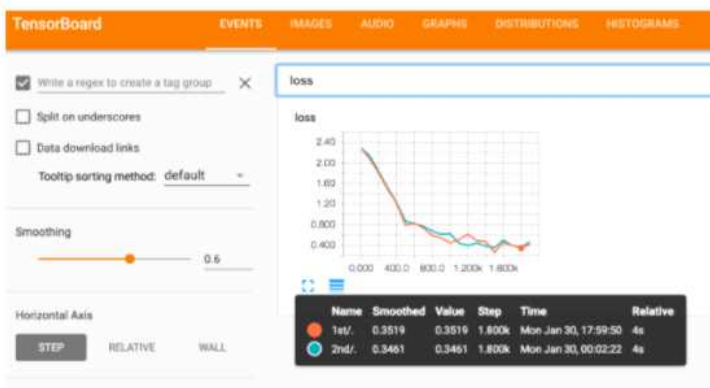 TensorBoard EVENTS IMAGES AUDIO GRAPHS DISTRIBUTIONS HISTOGRAMS
Write a regex to create a tag group
Split on underscores
Data download links
Tooltip sorting method: default
Smoothing
0.6
Horizontal Axis
STEP RELATIVE WALL
loss
loss
2.40
2.00
1.60
1.20
0.800
0.400
0.000 400.0 800.0 1.200k 1.600k
Name Smoothed Value Step Time Relative
1st/. 0.3519 0.3519 1.800k Mon Jan 30, 17:59:50 4s
2nd/. 0.3461 0.3461 1.800k Mon Jan 30, 00:02:22 4s